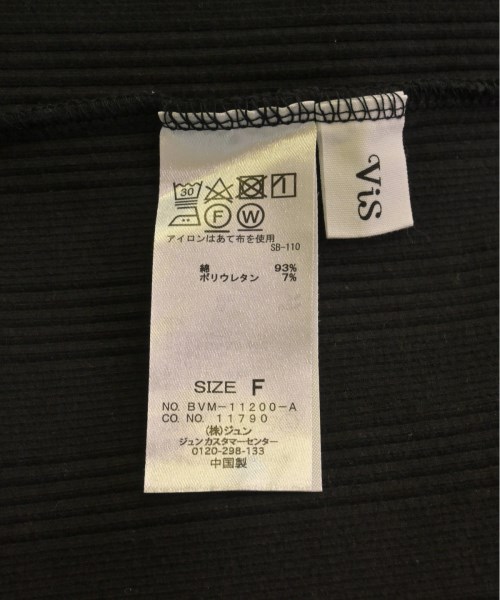 30
F W
アイロンはあて布を使用
SB-110
綿 93%
ポリウレタン 7%
SIZE F
NO. BVM-11200-A
CO. NO. 11790
(株)ジュン
ジュンカスタマーセンター
0120-298-133
中国製
ViS